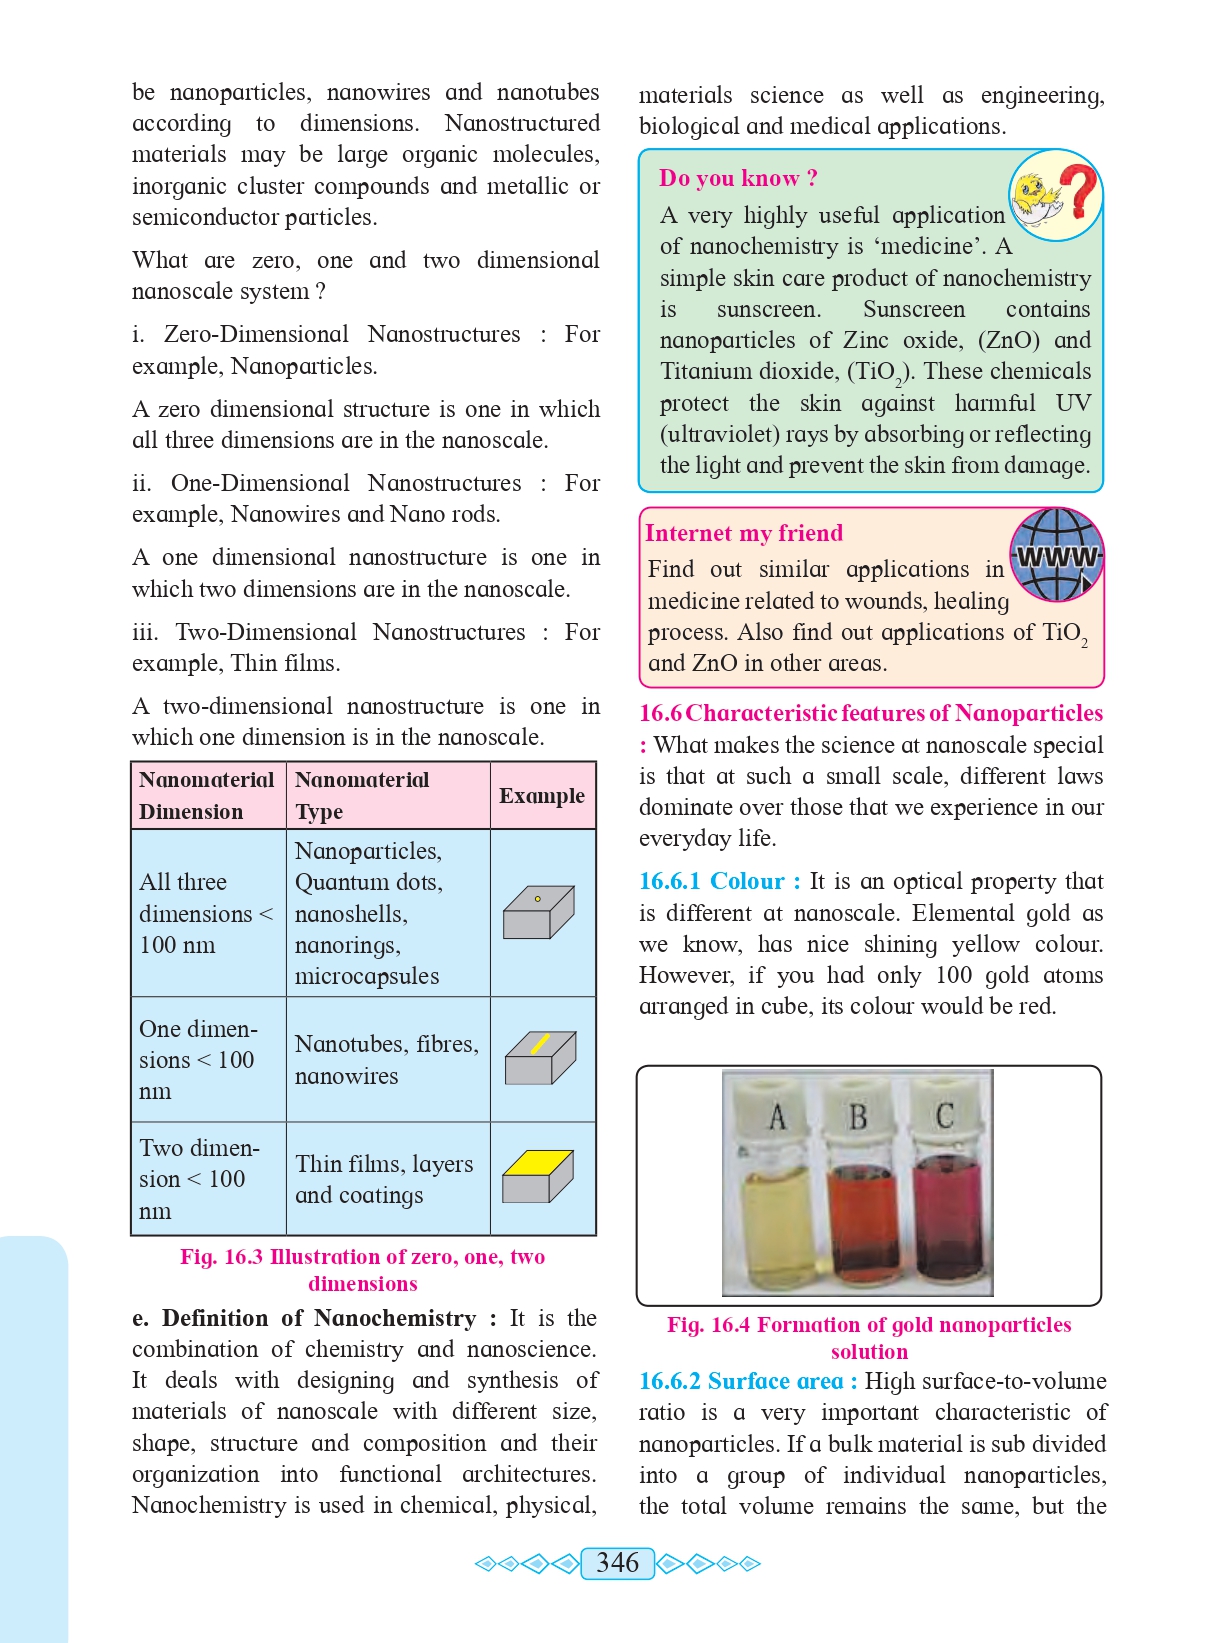 be nanoparticles, nanowires and nanotubes
according to dimensions. Nanostructured
materials may be large organic molecules,
inorganic cluster compounds and metallic or
semiconductor particles.
What are zero, one and two dimensional
nanoscale system ?
i. Zero-Dimensional Nanostructures : For
example, Nanoparticles.
A zero dimensional structure is one in which
all three dimensions are in the nanoscale.
ii. One-Dimensional Nanostructures : For
example, Nanowires and Nano rods.
A one dimensional nanostructure is one in
which two dimensions are in the nanoscale.
iii. Two-Dimensional Nanostructures : For
example, Thin films.
A two-dimensional nanostructure is one in
which one dimension is in the nanoscale.
Nanomaterial
Dimension
Nanomaterial
Type
Example
All three
dimensions <
100 nm
Nanoparticles,
Quantum dots,
nanoshells,
nanorings,
microcapsules
One dimen-
sions < 100
nm
Nanotubes, fibres,
nanowires
Two dimen-
sion < 100
nm
Thin films, layers
and coatings
Fig. 16.3 Illustration of zero, one, two
dimensions
e. Definition of Nanochemistry : It is the
combination of chemistry and nanoscience.
It deals with designing and synthesis of
materials of nanoscale with different size,
shape, structure and composition and their
organization into functional architectures.
Nanochemistry is used in chemical, physical,
materials science as well as engineering,
biological and medical applications.
Do you know ?
?
A very highly useful application
of nanochemistry is ‘medicine’. A
simple skin care product of nanochemistry
is sunscreen. Sunscreen contains
nanoparticles of Zinc oxide, (ZnO) and
Titanium dioxide, (TiO₂). These chemicals
protect the skin against harmful UV
(ultraviolet) rays by absorbing or reflecting
the light and prevent the skin from damage.
Internet my friend
WWW
Find out similar applications in
medicine related to wounds, healing
process. Also find out applications of TiO₂
and ZnO in other areas.
16.6 Characteristic features of Nanoparticles
: What makes the science at nanoscale special
is that at such a small scale, different laws
dominate over those that we experience in our
everyday life.
16.6.1 Colour : It is an optical property that
is different at nanoscale. Elemental gold as
we know, has nice shining yellow colour.
However, if you had only 100 gold atoms
arranged in cube, its colour would be red.
A B C
Fig. 16.4 Formation of gold nanoparticles
solution
16.6.2 Surface area : High surface-to-volume
ratio is a very important characteristic of
nanoparticles. If a bulk material is sub divided
into a group of individual nanoparticles,
the total volume remains the same, but the
346